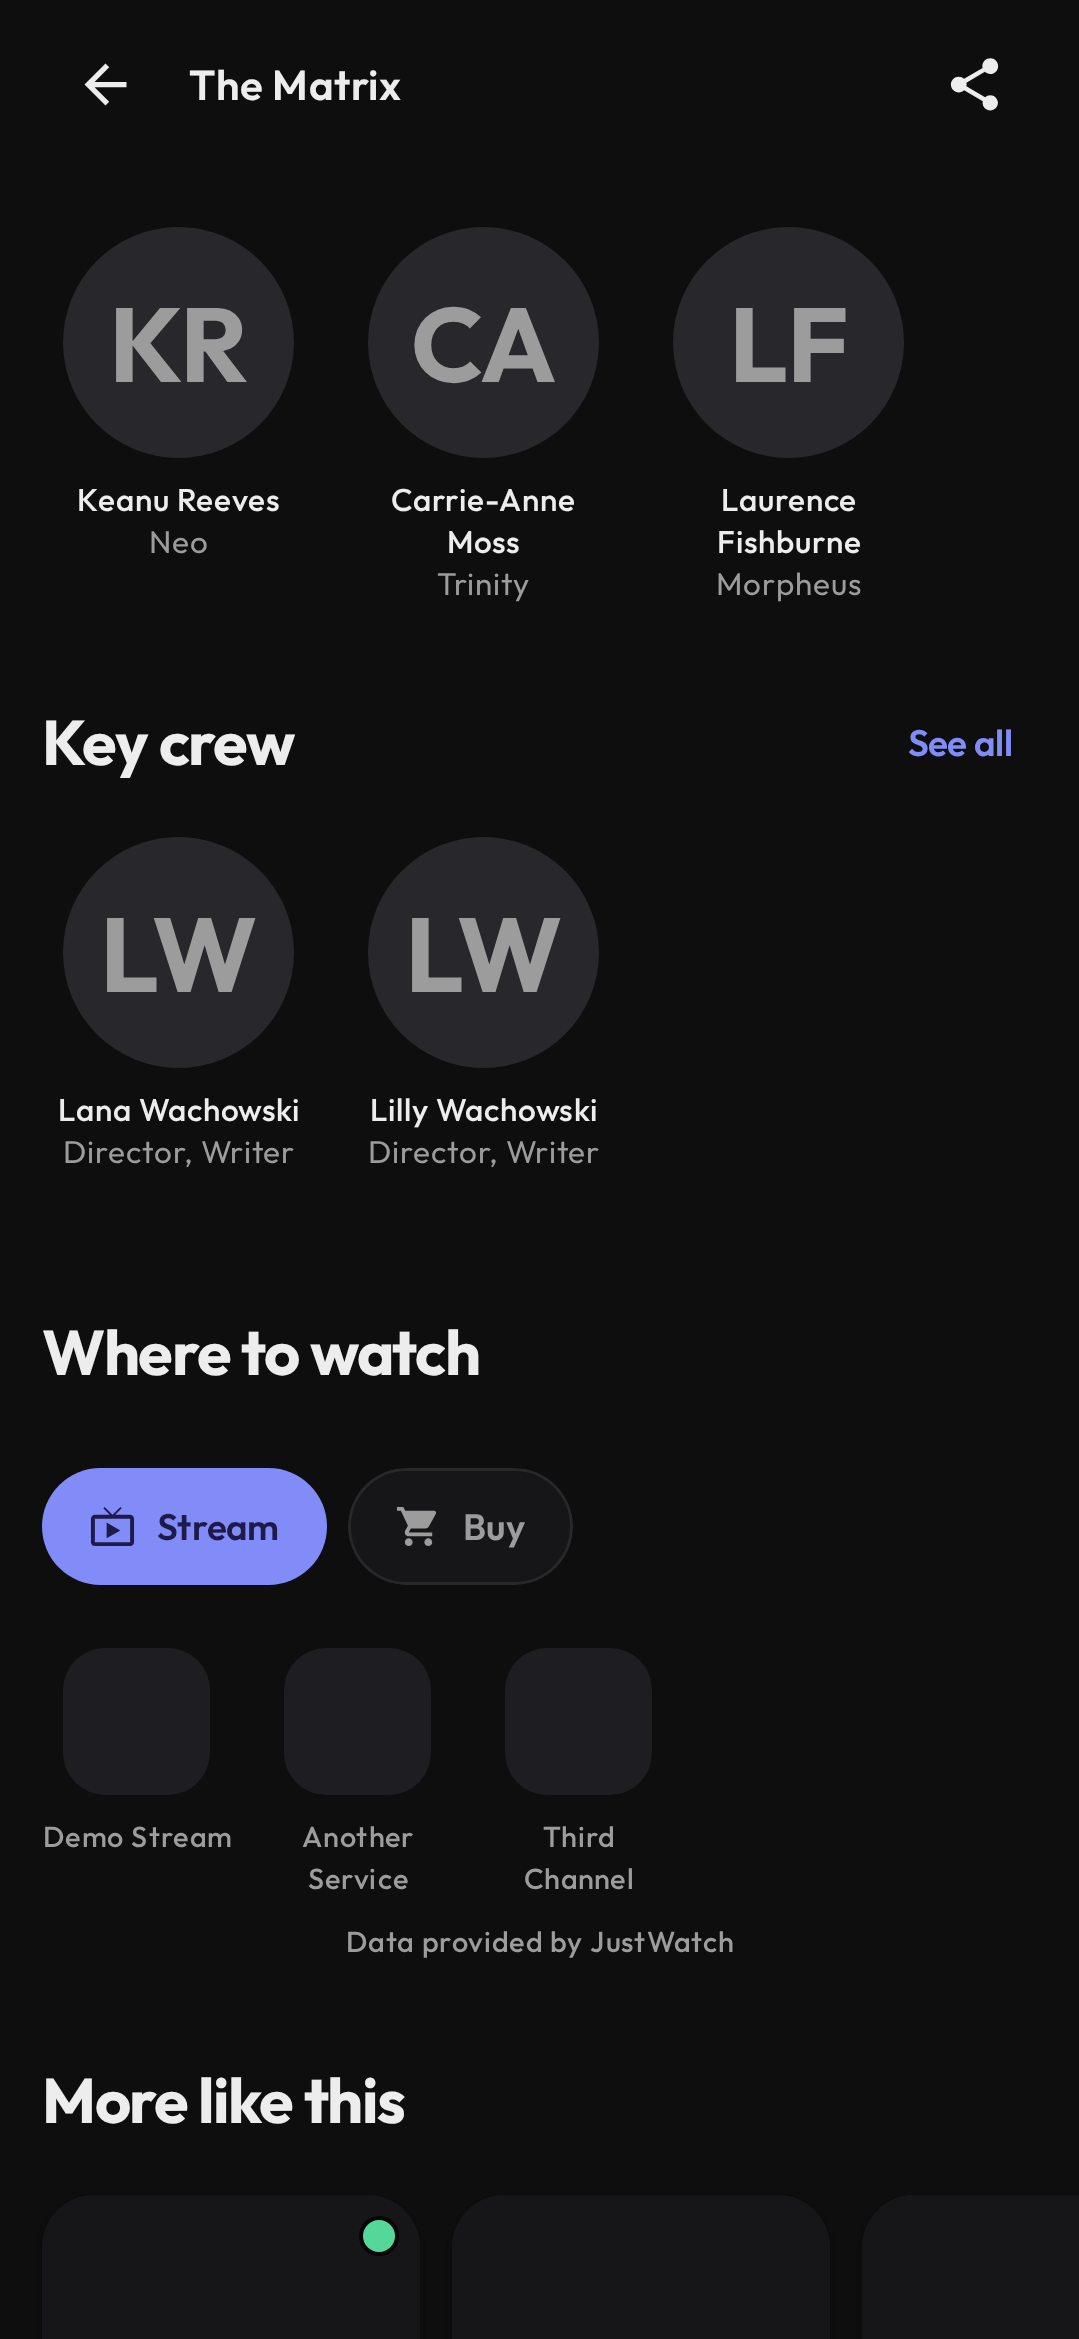 The Matrix
KR
CA
LF
Keanu Reeves
Neo
Carrie-Anne
Moss
Trinity
Laurence
Fishburne
Morpheus
Key crew
See all
LW
LW
Lana Wachowski
Director, Writer
Lilly Wachowski
Director, Writer
Where to watch
Stream
Buy
Demo Stream
Another
Service
Third
Channel
Data provided by JustWatch
More like this